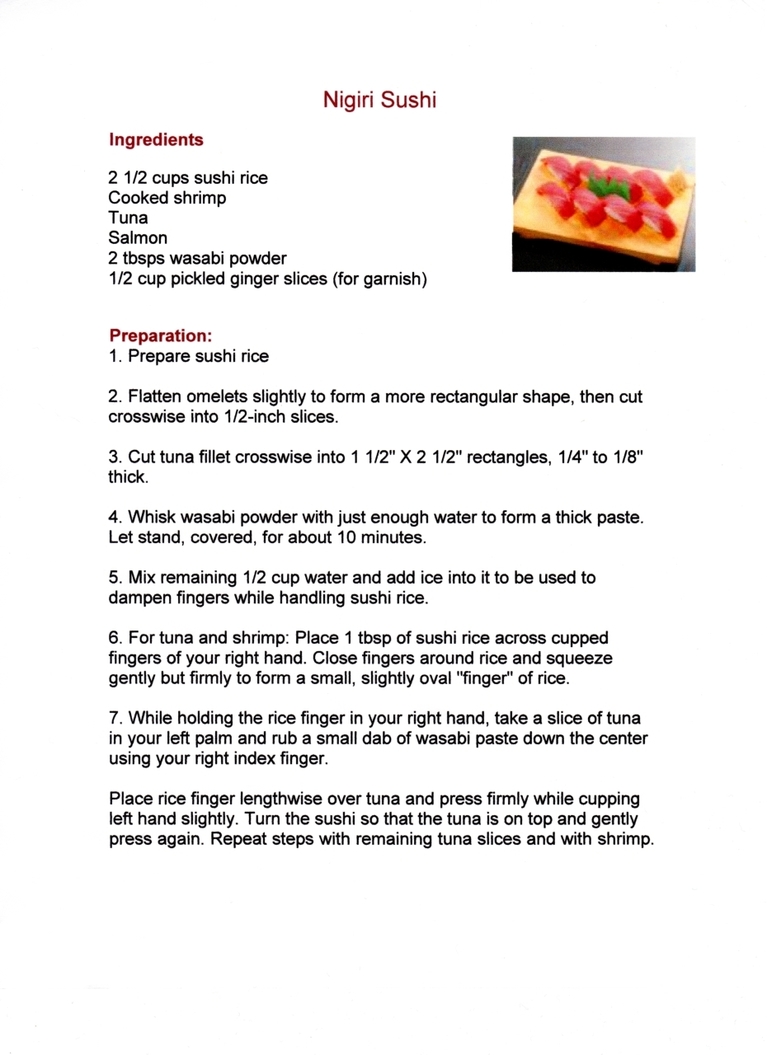 Nigiri Sushi
Ingredients
2 1/2 cups sushi rice
Cooked shrimp
Tuna
Salmon
2 tbsps wasabi powder
1/2 cup pickled ginger slices (for garnish)
Preparation:
1. Prepare sushi rice
2. Flatten omelets slightly to form a more rectangular shape, then cut
crosswise into 1/2-inch slices.
3. Cut tuna fillet crosswise into 1 1/2" X 2 1/2" rectangles, 1/4" to 1/8"
thick.
4. Whisk wasabi powder with just enough water to form a thick paste.
Let stand, covered, for about 10 minutes.
5. Mix remaining 1/2 cup water and add ice into it to be used to
dampen fingers while handling sushi rice.
6. For tuna and shrimp: Place 1 tbsp of sushi rice across cupped
fingers of your right hand. Close fingers around rice and squeeze
gently but firmly to form a small, slightly oval "finger" of rice.
7. While holding the rice finger in your right hand, take a slice of tuna
in your left palm and rub a small dab of wasabi paste down the center
using your right index finger.
Place rice finger lengthwise over tuna and press firmly while cupping
left hand slightly. Turn the sushi so that the tuna is on top and gently
press again. Repeat steps with remaining tuna slices and with shrimp.